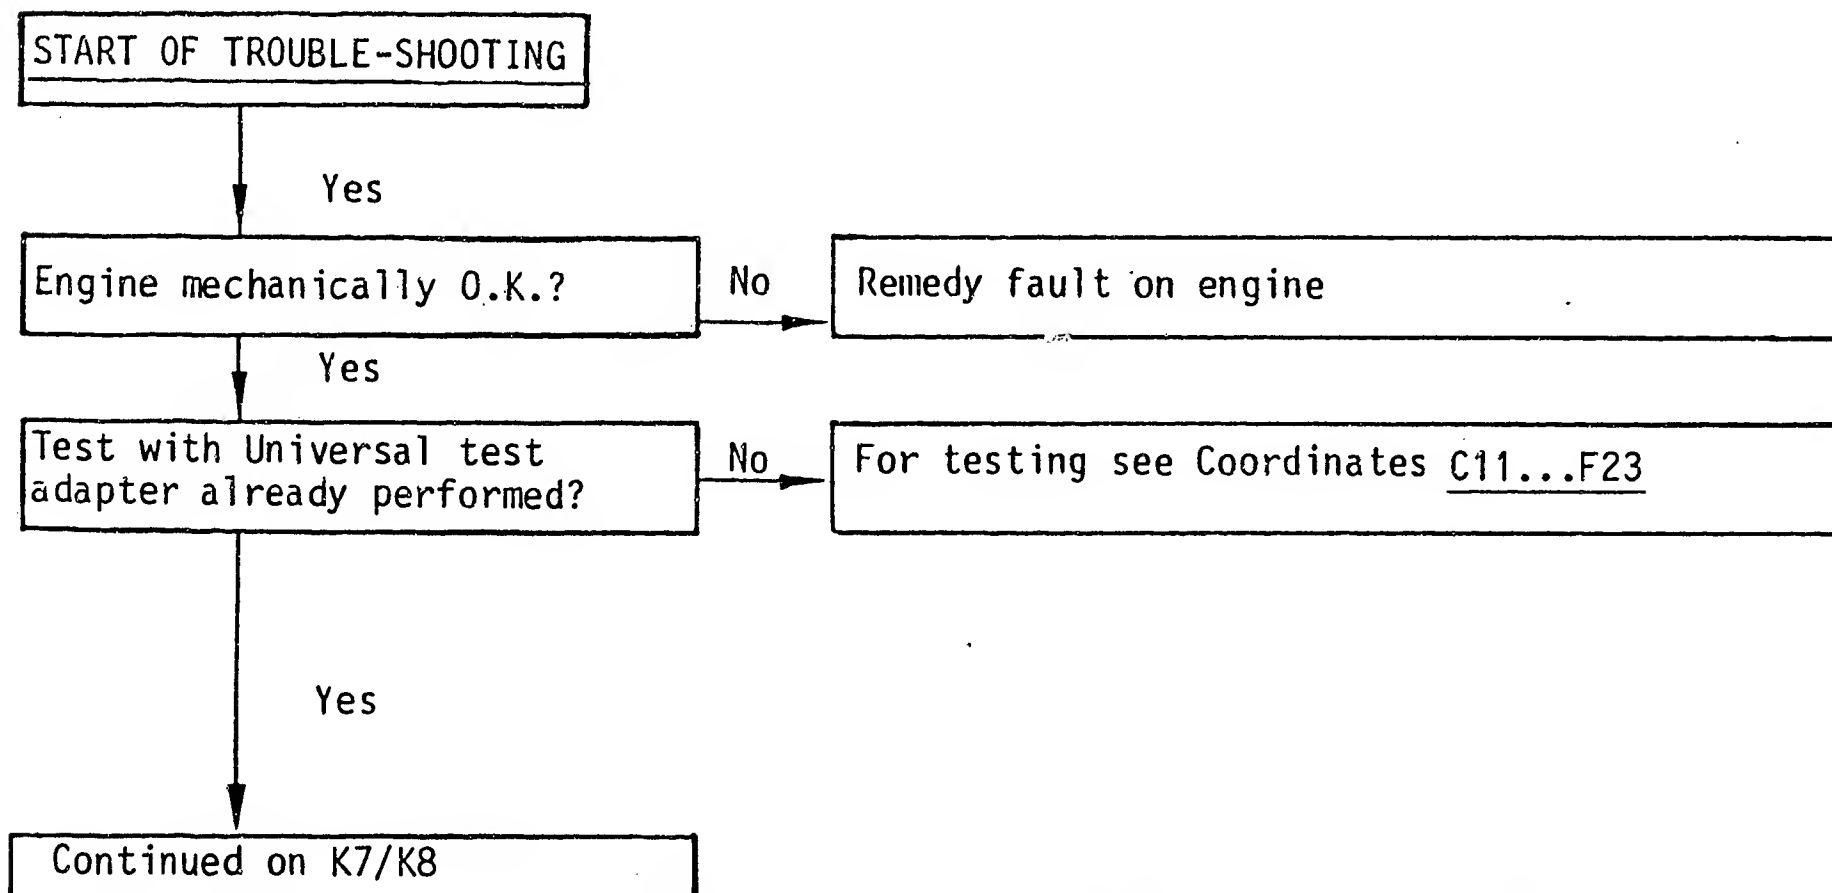 START OF TROUBLE-SHOOTING
Yes
Engine mechanically O.K.?
No
Remedy fault on engine
Yes
Test with Universal test
adapter already performed?
No
For testing see Coordinates C11...F23
Yes
Continued on K7/K8